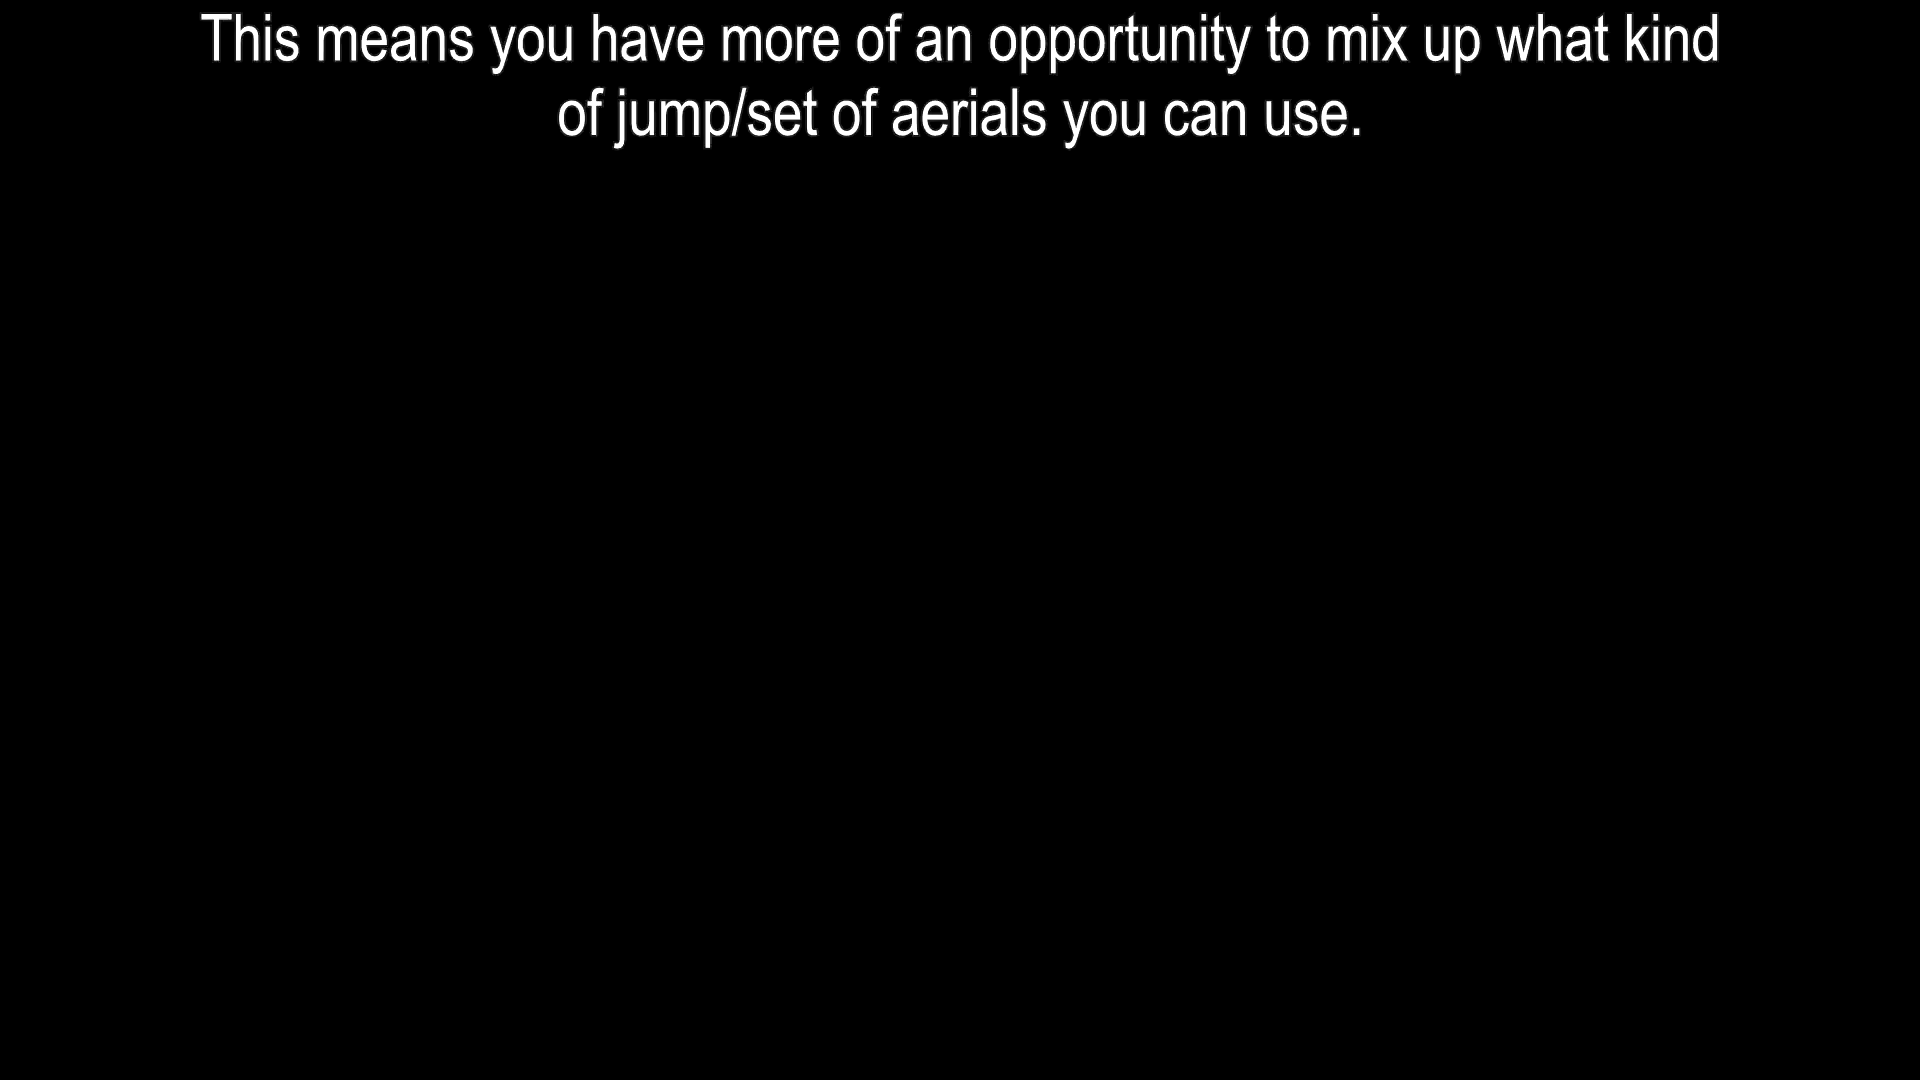 This means you have more of an opportunity to mix up what kind
of jump/set of aerials you can use.